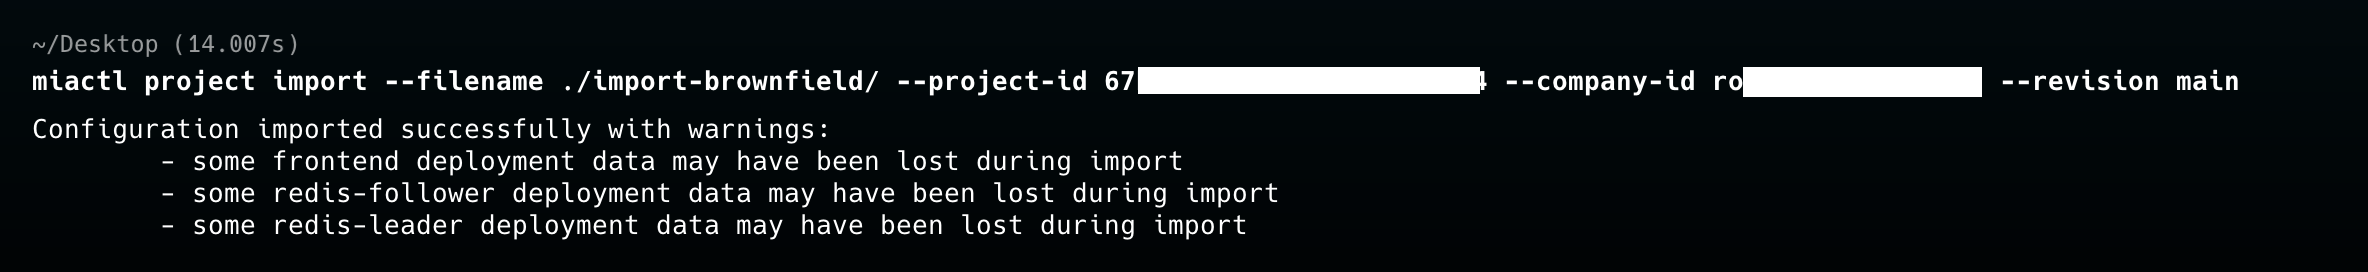 ~/Desktop (14.007s)
miactl project import --filename ./import-brownfield/ --project-id 67 4 --company-id ro --revision main
Configuration imported successfully with warnings:
- some frontend deployment data may have been lost during import
- some redis-follower deployment data may have been lost during import
- some redis-leader deployment data may have been lost during import